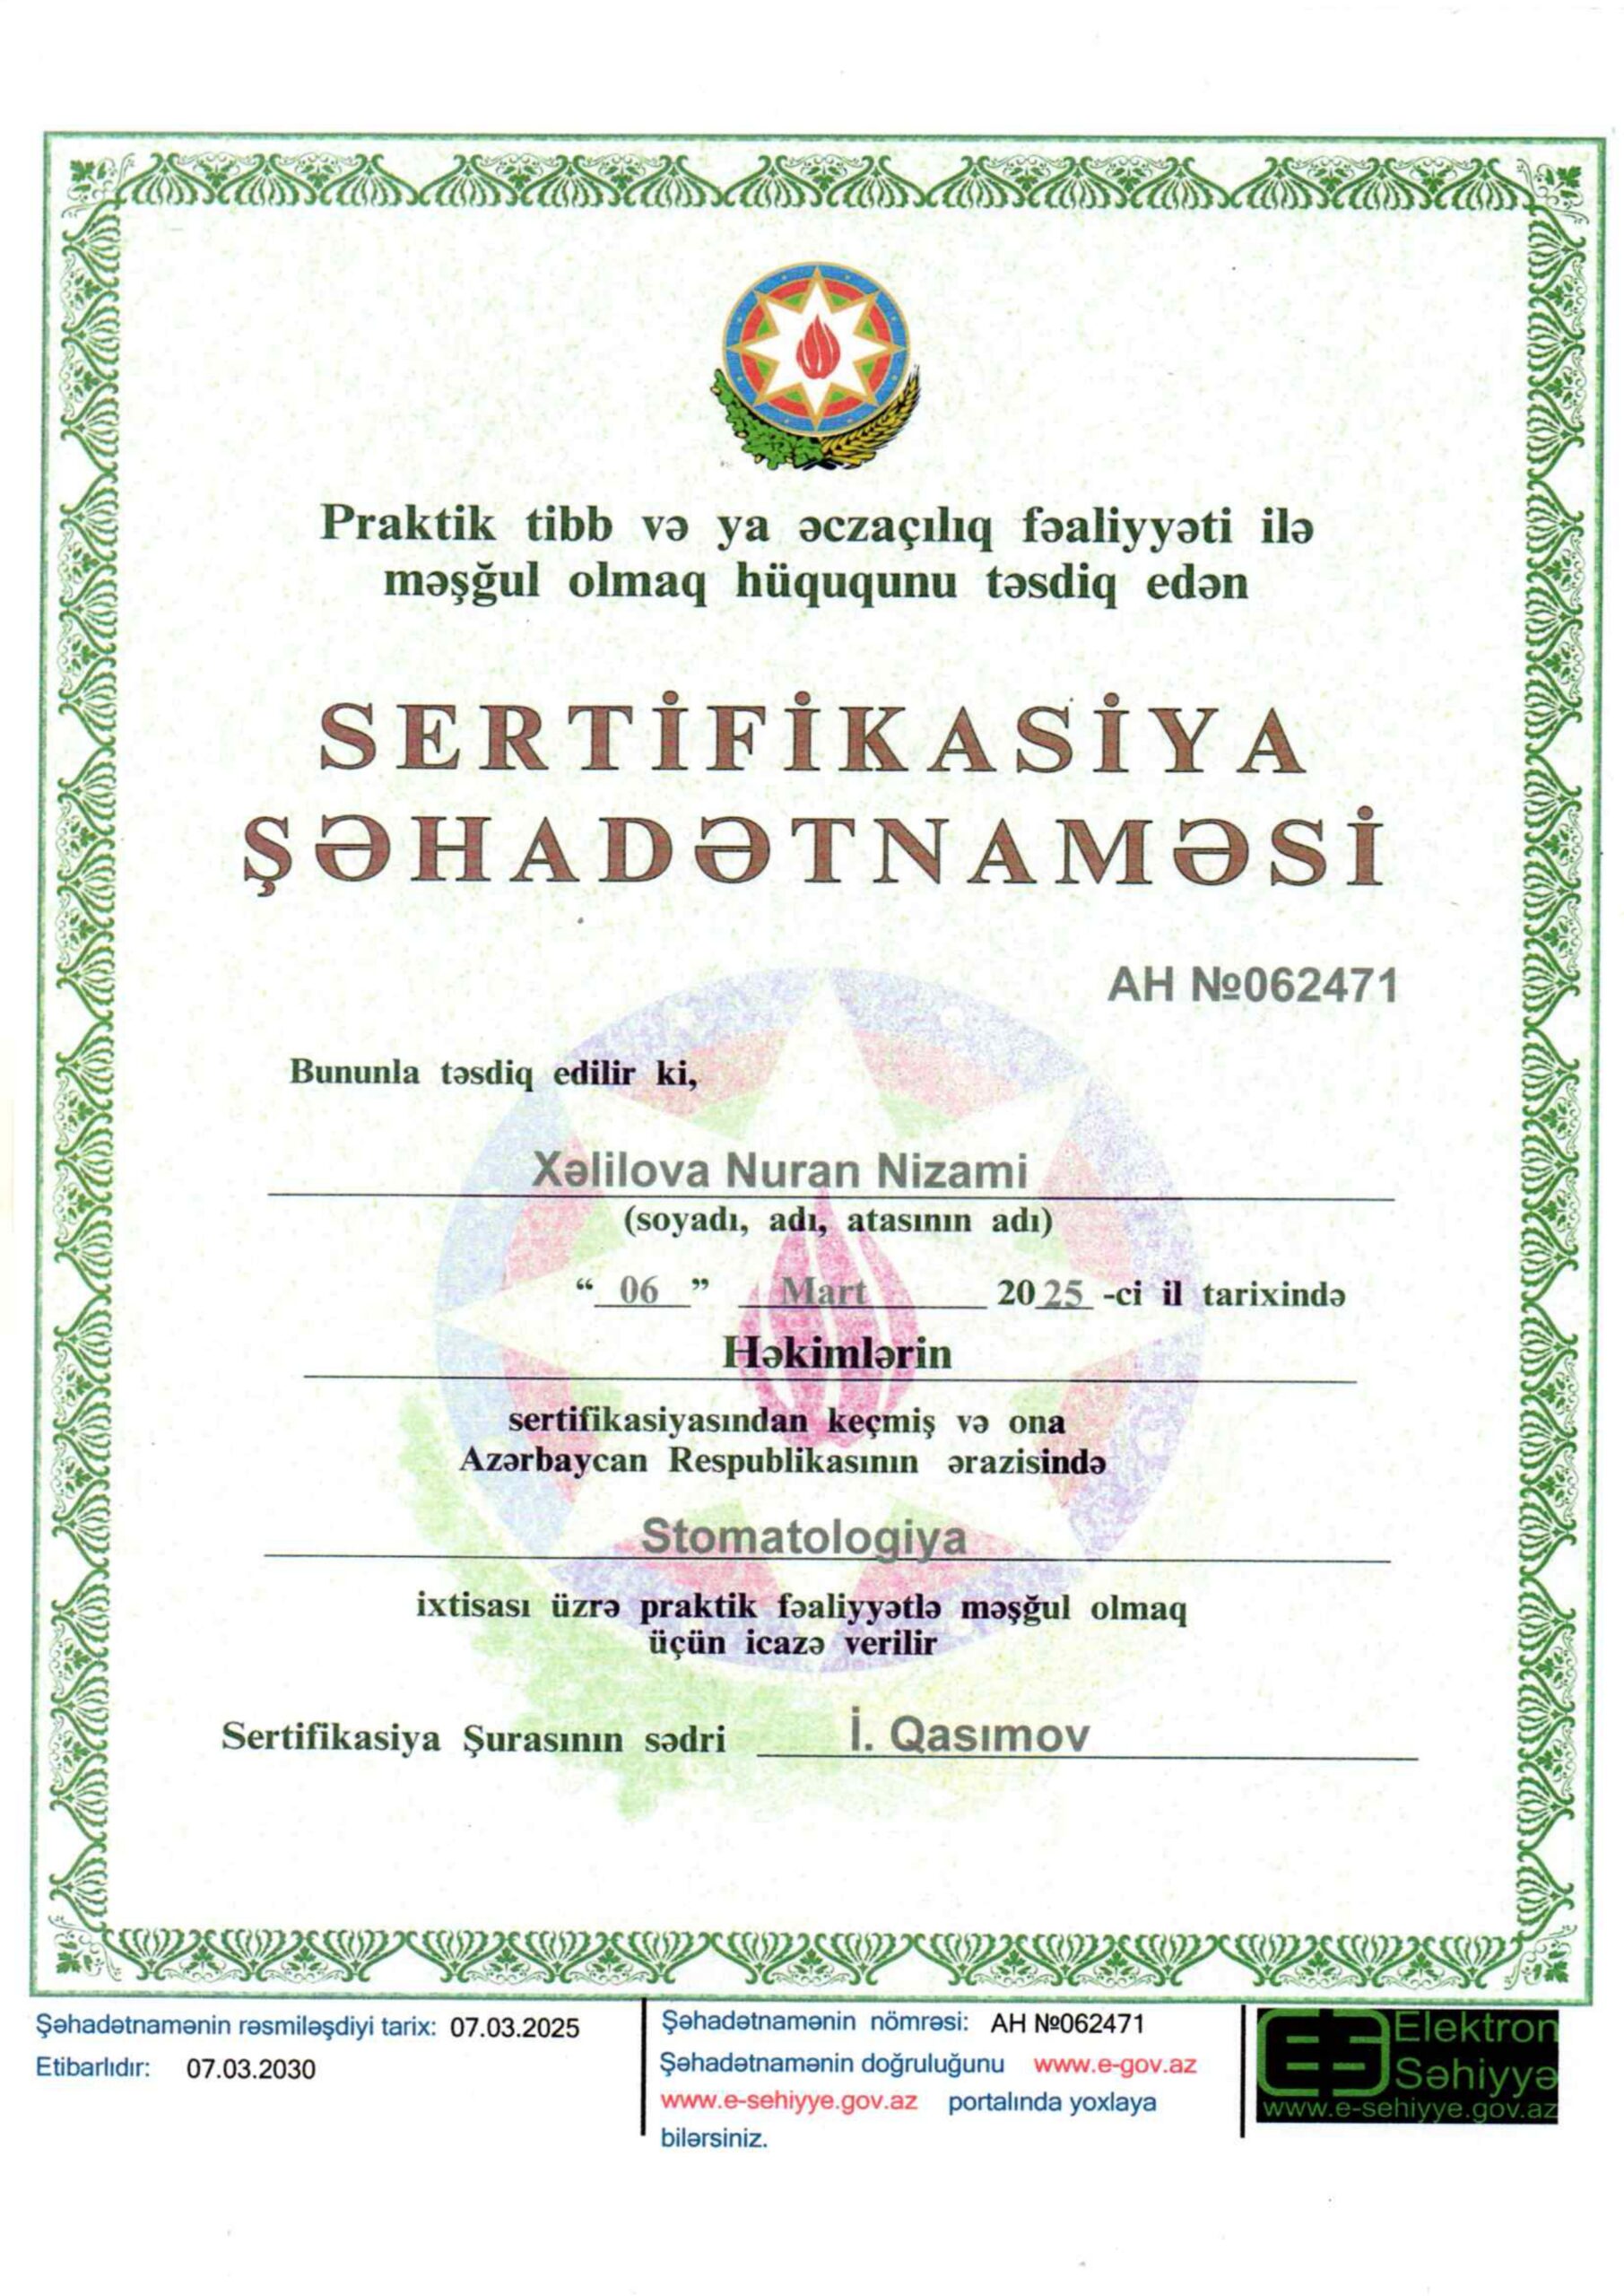 Praktik tibb və ya əczaçılıq fəaliyyəti ilə
məşğul olmaq hüququnu təsdiq edən
SERTİFİKASİYA
ŞƏHADƏTNAMƏSİ
AH №062471
Bununla təsdiq edilir ki,
Xəlilova Nuran Nizami
(soyadı, adı, atasının adı)
“ 06 ” Mart 2025 -ci il tarixində
Həkimlərin
sertifikasiyasından keçmiş və ona
Azərbaycan Respublikasının ərazisində
Stomatologiya
ixtisası üzrə praktik fəaliyyətlə məşğul olmaq
üçün icazə verilir
Sertifikasiya Şurasının sədri İ. Qasımov
Şəhadətnamənin rəsmiləşdiyi tarix: 07.03.2025
Etibarlıdır: 07.03.2030
Şəhadətnamənin nömrəsi: AH №062471
Şəhadətnamənin doğruluğunu www.e-gov.az
www.e-sehiyye.gov.az portalında yoxlaya
bilərsiniz.
Elektron
Səhiyyə
www.e-sehiyye.gov.az